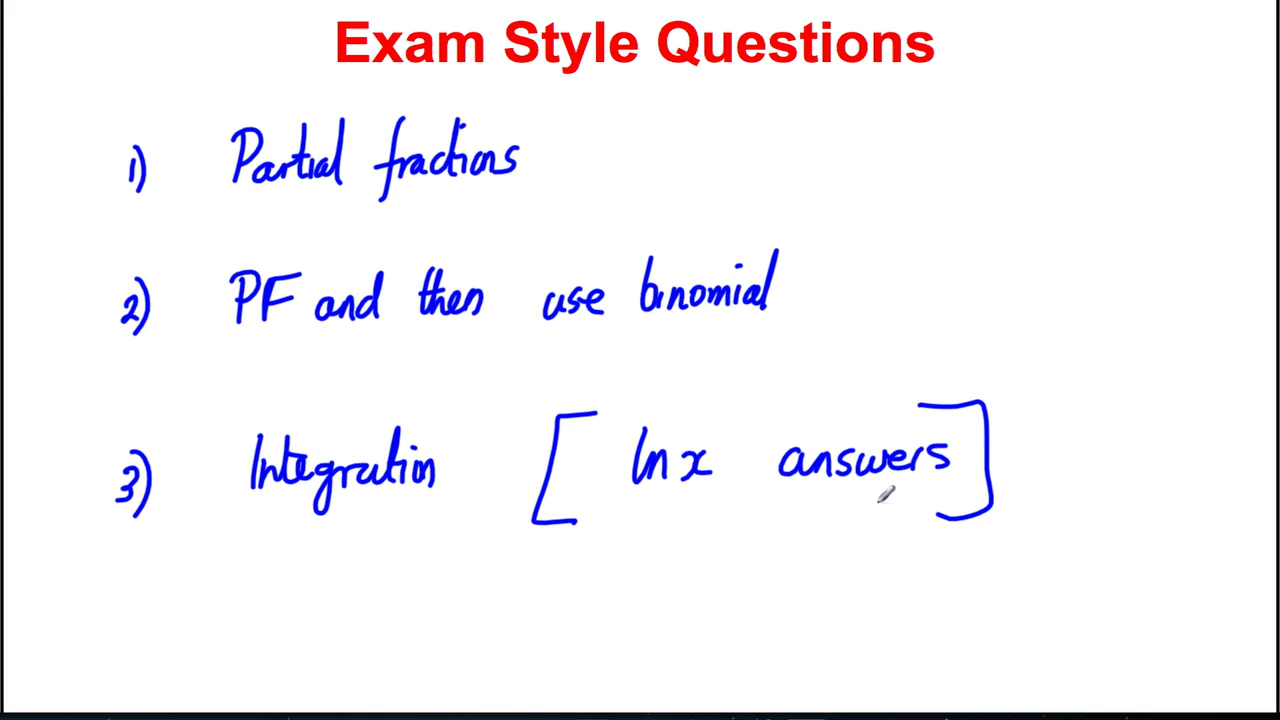 Exam Style Questions
1) Partial fractions
2) PF and then use binomial
3) Integration [ ln x answers ]